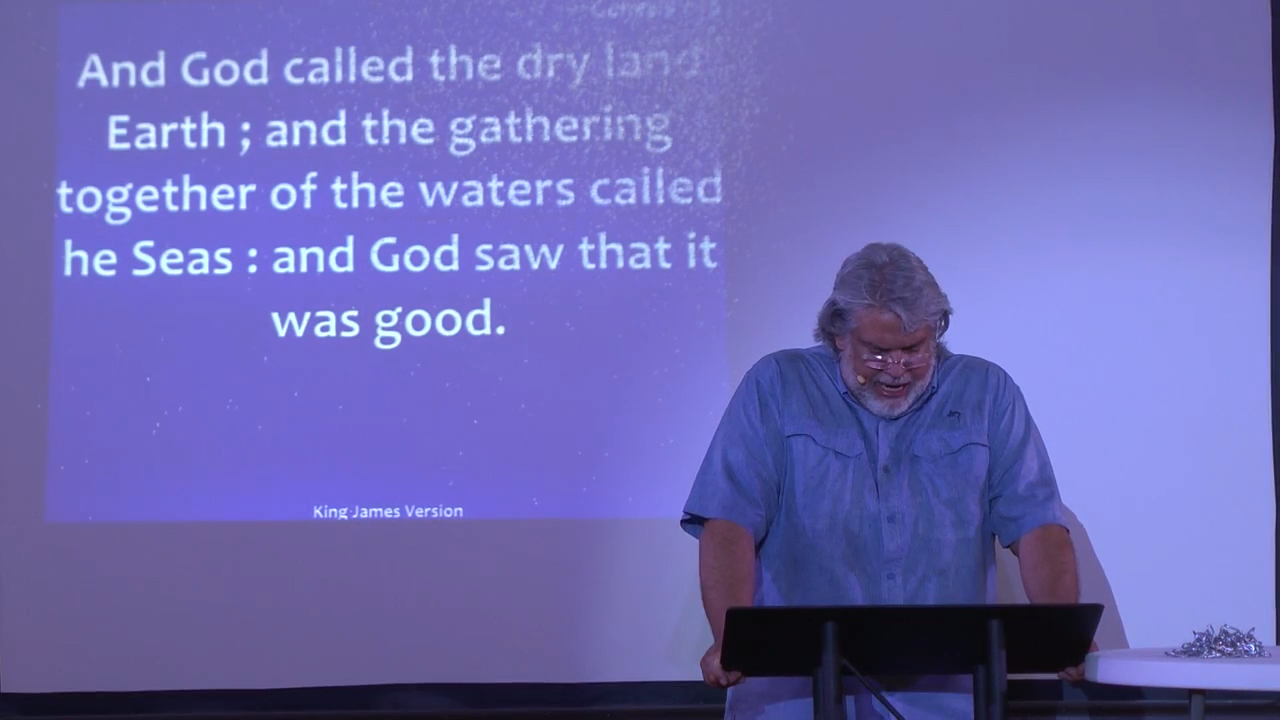 And God called the dry land
Earth ; and the gathering
together of the waters called
he Seas : and God saw that it
was good.
King James Version